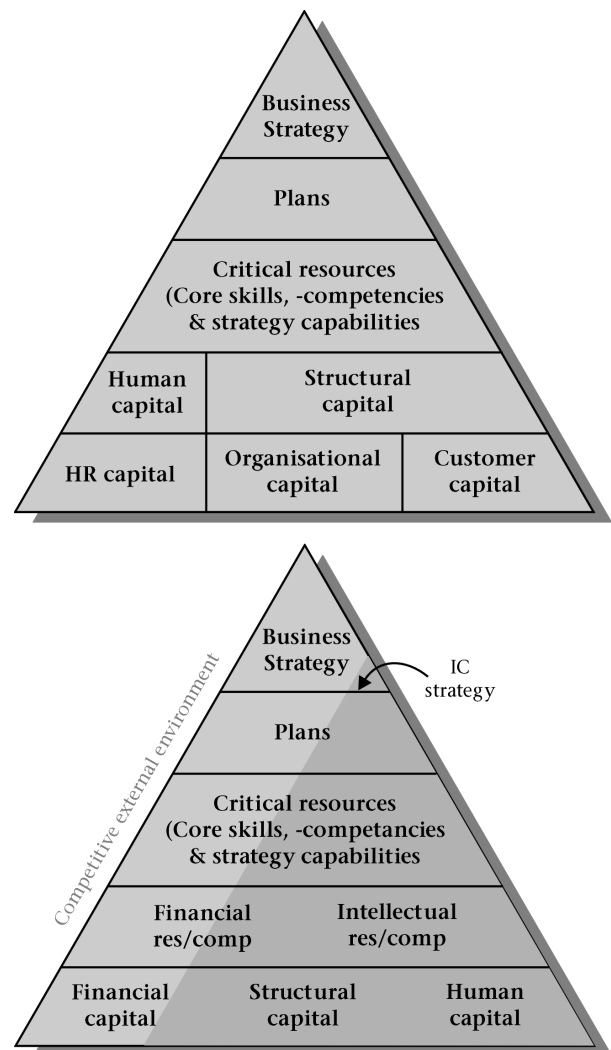 Business
Strategy
Plans
Critical resources
(Core skills, -competencies
& strategy capabilities
Human
capital
Structural
capital
HR capital
Organisational
capital
Customer
capital
Business
Strategy
IC
strategy
Competitive external environment
Plans
Critical resources
(Core skills, -competancies
& strategy capabilities
Financial
res/comp
Intellectual
res/comp
Financial
capital
Structural
capital
Human
capital